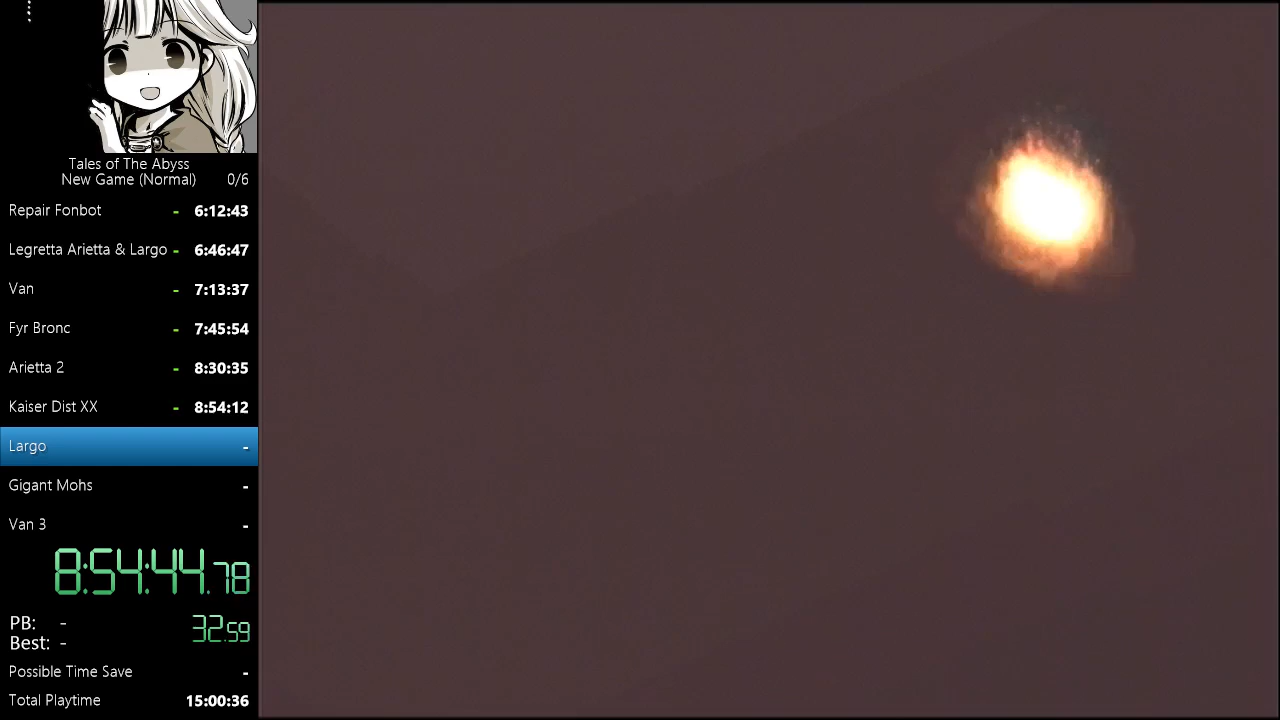 Tales of The Abyss
New Game (Normal) 0/6
Repair Fonbot - 6:12:43
Legretta Arietta & Largo - 6:46:47
Van - 7:13:37
Fyr Bronc - 7:45:54
Arietta 2 - 8:30:35
Kaiser Dist XX - 8:54:12
Largo -
Gigant Mohs -
Van 3 -
8:54:44.78
PB: - 32.59
Best: -
Possible Time Save -
Total Playtime 15:00:36